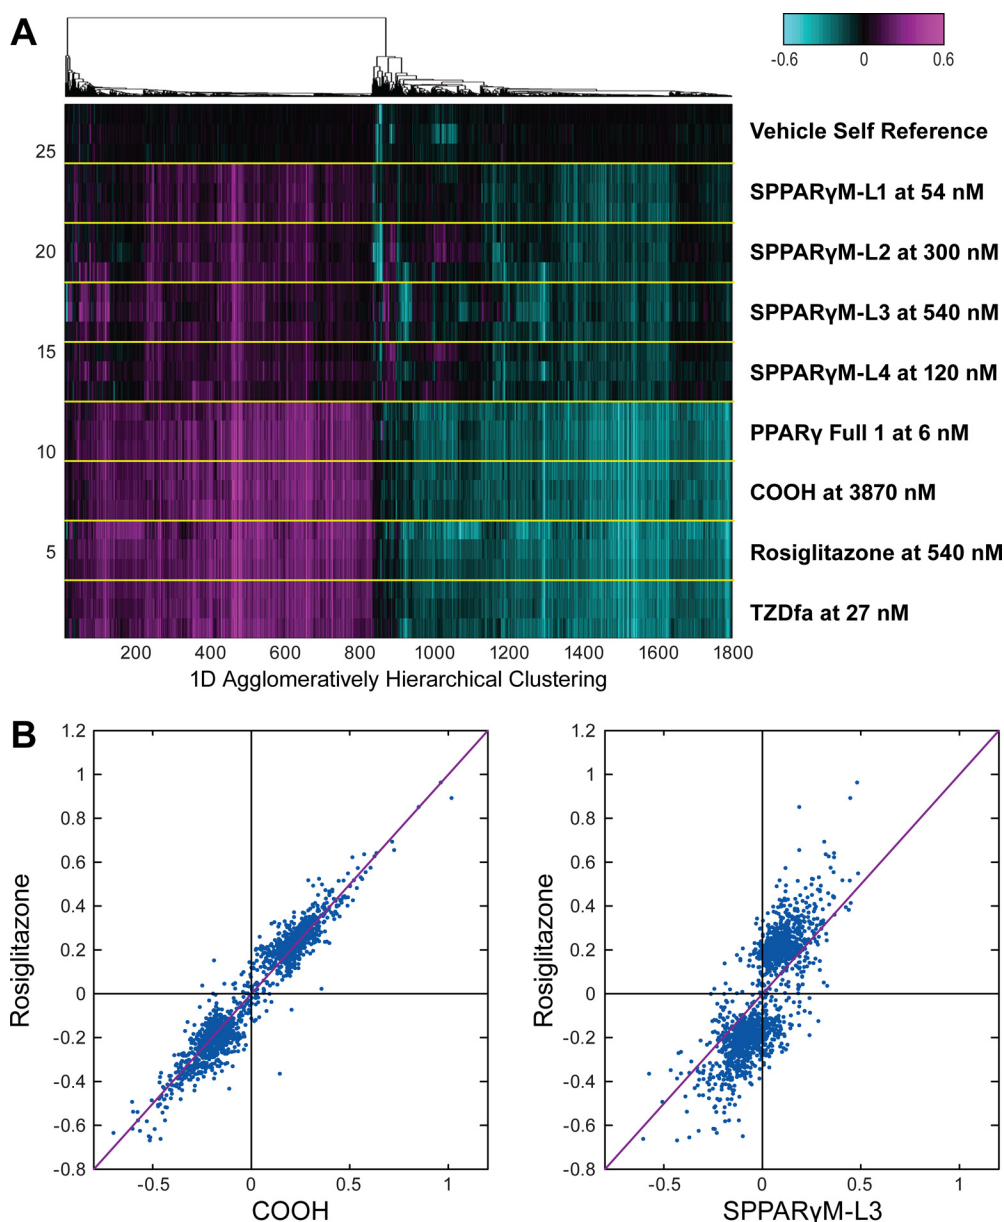 A
-0.6 0 0.6
Vehicle Self Reference
25
SPPARγM-L1 at 54 nM
20
SPPARγM-L2 at 300 nM
SPPARγM-L3 at 540 nM
15
SPPARγM-L4 at 120 nM
PPARγ Full 1 at 6 nM
10
COOH at 3870 nM
Rosiglitazone at 540 nM
5
TZDfa at 27 nM
200 400 600 800 1000 1200 1400 1600 1800
1D Agglomeratively Hierarchical Clustering
B
1.2
1
0.8
0.6
0.4
0.2
0
-0.2
-0.4
-0.6
-0.8
Rosiglitazone
-0.5 0 0.5 1
COOH
1.2
1
0.8
0.6
0.4
0.2
0
-0.2
-0.4
-0.6
-0.8
Rosiglitazone
-0.5 0 0.5 1
SPPARγM-L3